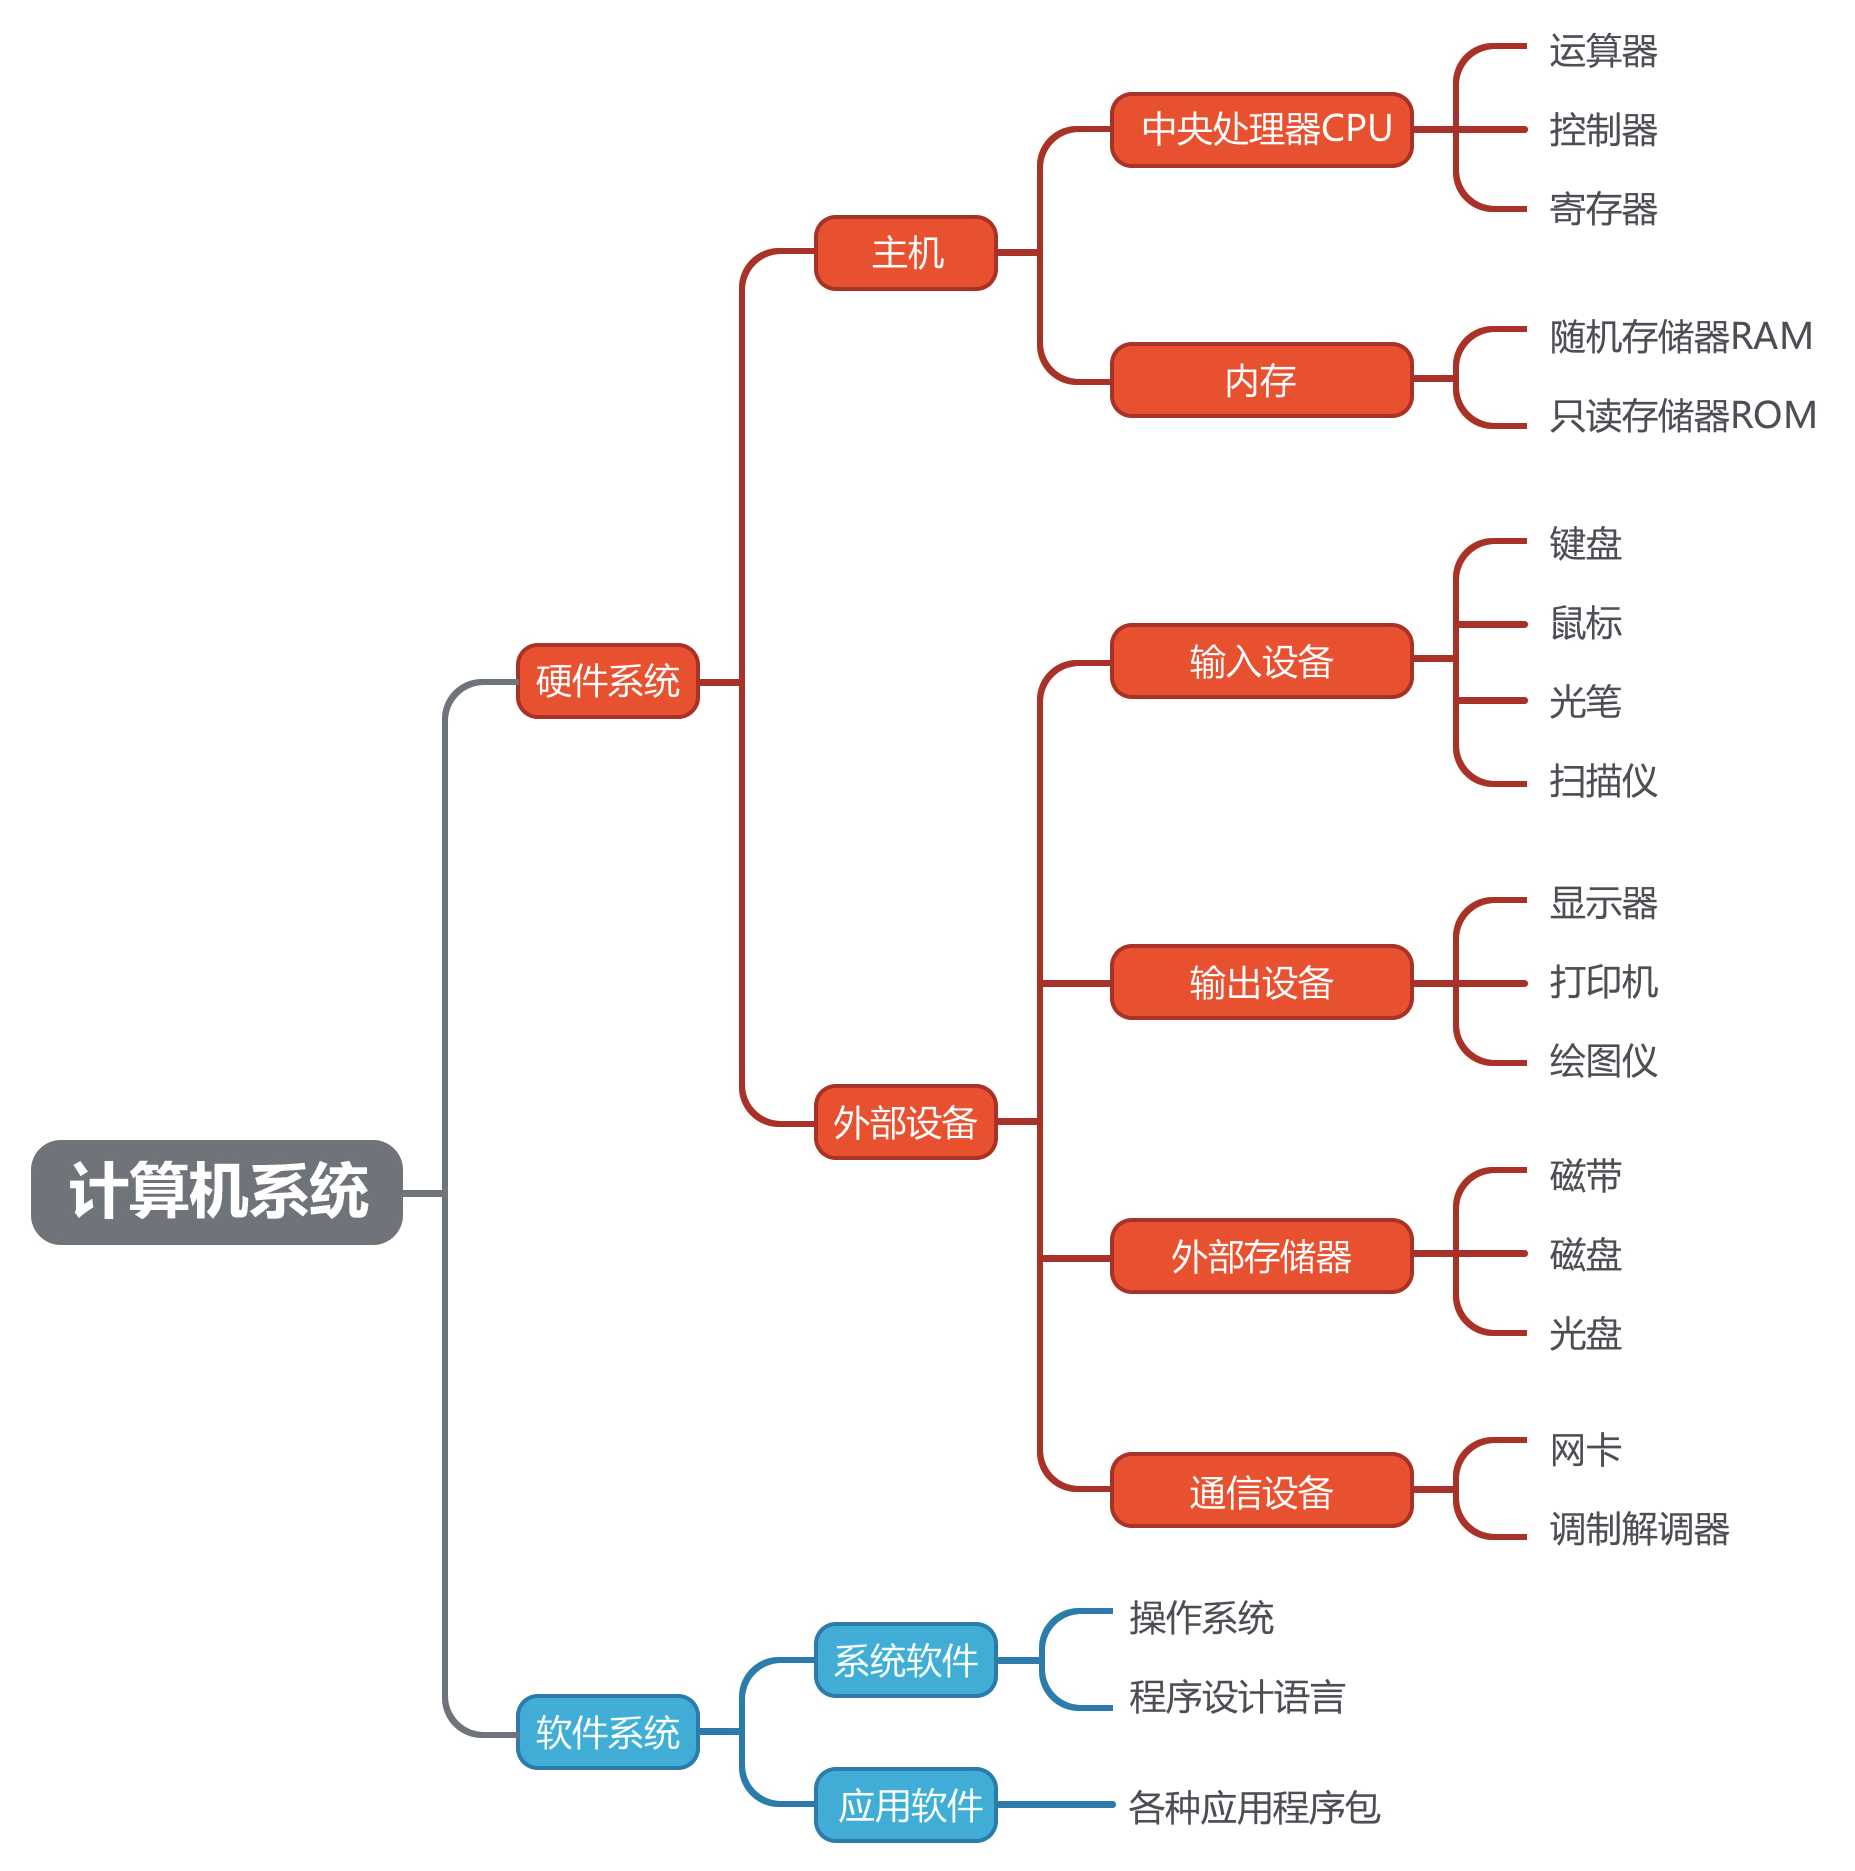 计算机系统
硬件系统
主机
中央处理器CPU
运算器
控制器
寄存器
内存
随机存储器RAM
只读存储器ROM
外部设备
输入设备
键盘
鼠标
光笔
扫描仪
输出设备
显示器
打印机
绘图仪
外部存储器
磁带
磁盘
光盘
通信设备
网卡
调制解调器
软件系统
系统软件
操作系统
程序设计语言
应用软件
各种应用程序包